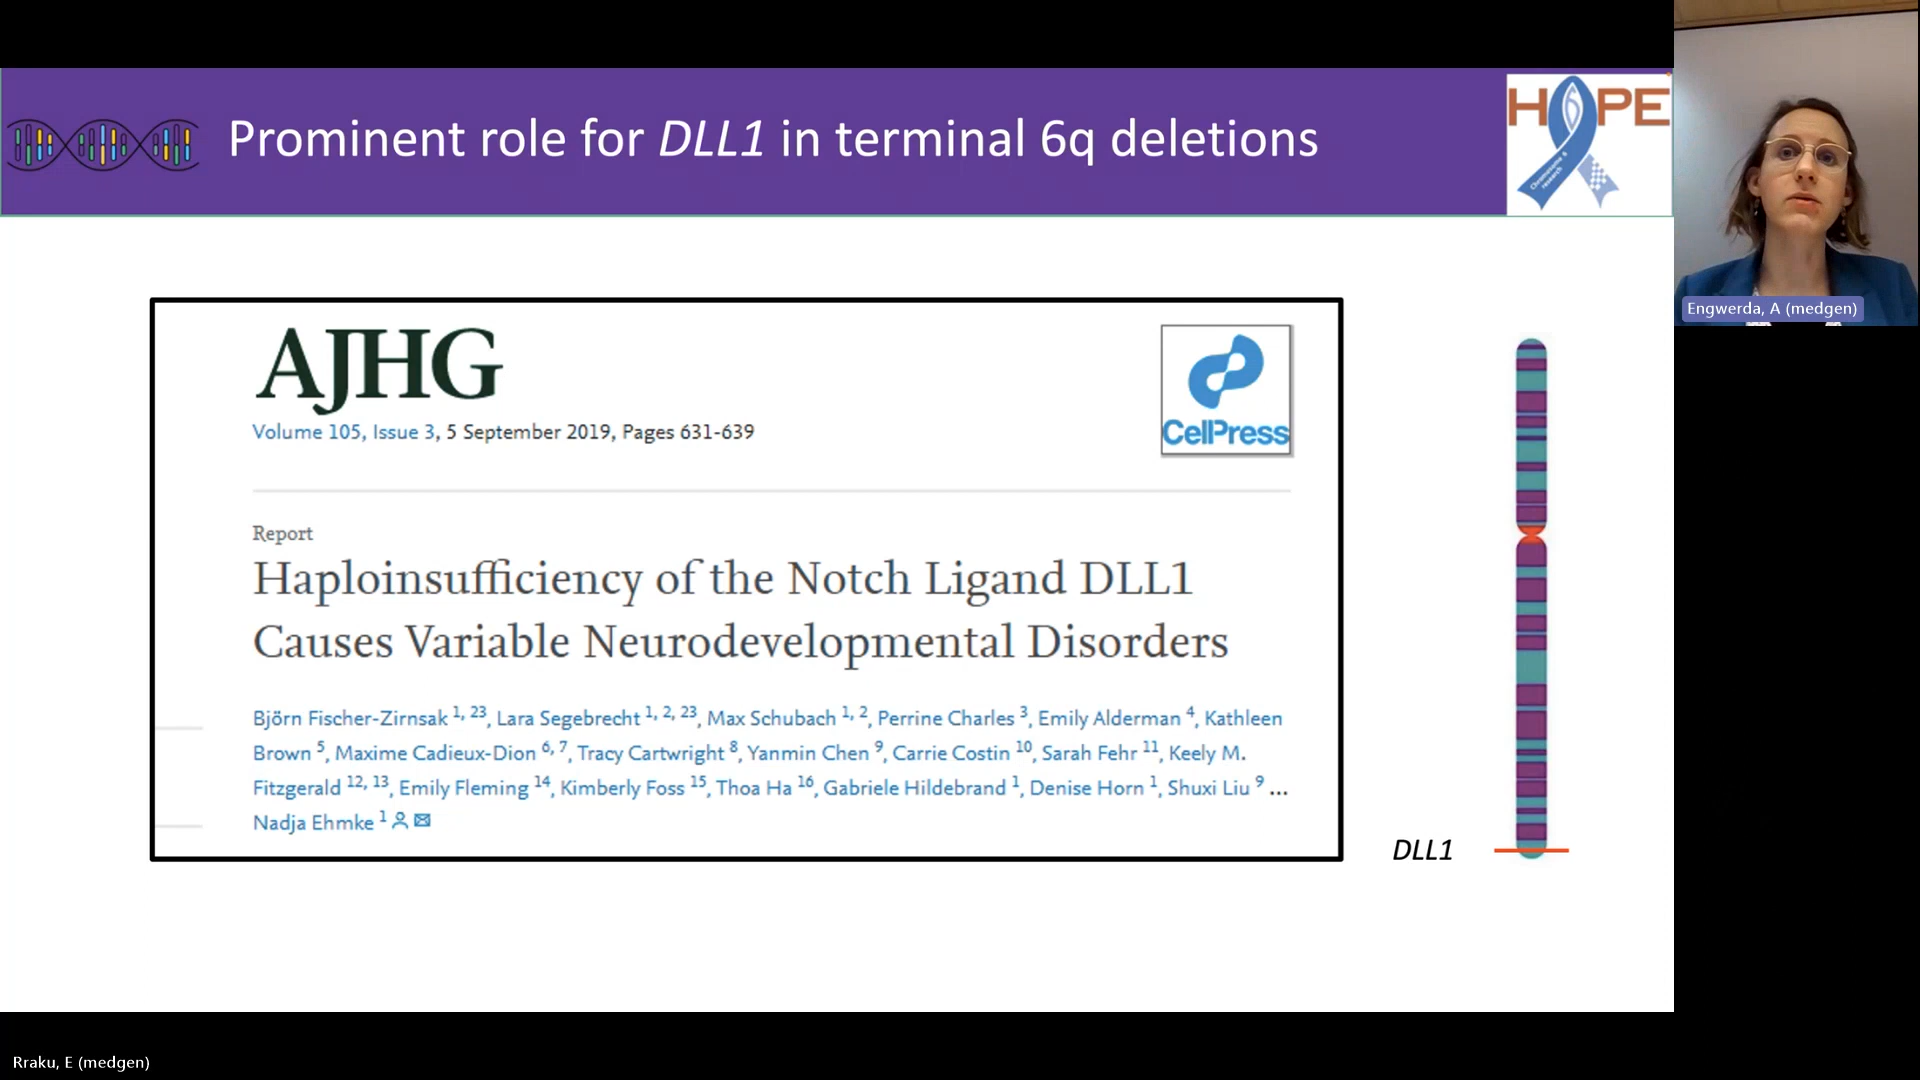 Prominent role for DLL1 in terminal 6q deletions
HOPE
6
Chromosome 6
research
Engwerda, A (medgen)
AJHG
CellPress
Volume 105, Issue 3, 5 September 2019, Pages 631-639
Report
Haploinsufficiency of the Notch Ligand DLL1
Causes Variable Neurodevelopmental Disorders
Björn Fischer-Zirnsak 1, 23, Lara Segebrecht 1, 2, 23, Max Schubach 1, 2, Perrine Charles 3, Emily Alderman 4, Kathleen
Brown 5, Maxime Cadieux-Dion 6, 7, Tracy Cartwright 8, Yanmin Chen 9, Carrie Costin 10, Sarah Fehr 11, Keely M.
Fitzgerald 12, 13, Emily Fleming 14, Kimberly Foss 15, Thoa Ha 16, Gabriele Hildebrand 1, Denise Horn 1, Shuxi Liu 9 ...
Nadja Ehmke 1
DLL1
Rraku, E (medgen)